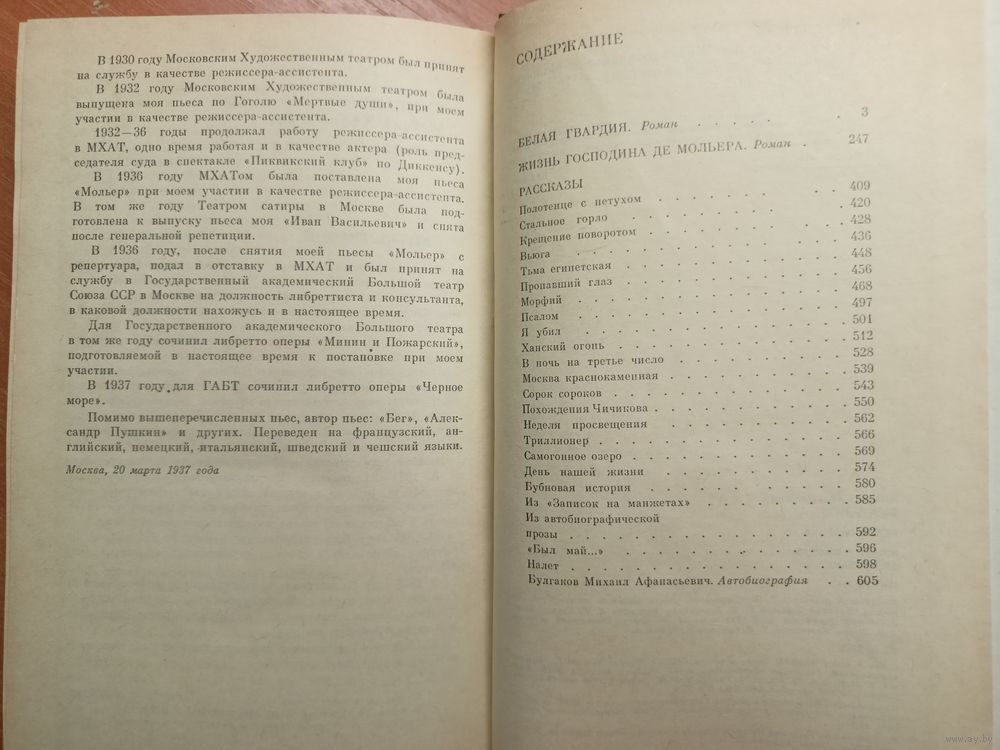 В 1930 году Московским Художественным театром был принят
на службу в качестве режиссера-ассистента.
В 1932 году Московским Художественным театром была
выпущена моя пьеса по Гоголю «Мертвые души», при моем
участии в качестве режиссера-ассистента.
1932—36 годы продолжал работу режиссера-ассистента
в МХАТ, одно время работая и в качестве актера (роль пред-
седателя суда в спектакле «Пиквикский клуб» по Диккенсу).
В 1936 году МХАТом была поставлена моя пьеса
«Мольер» при моем участии в качестве режиссера-ассистента.
В том же году Театром сатиры в Москве была под-
готовлена к выпуску пьеса моя «Иван Васильевич» и снята
после генеральной репетиции.
В 1936 году, после снятия моей пьесы «Мольер» с
репертуара, подал в отставку в МХАТ и был принят на
службу в Государственный академический Большой театр
Союза ССР в Москве на должность либреттиста и консультанта,
в каковой должности нахожусь и в настоящее время.
Для Государственного академического Большого театра
в том же году сочинил либретто оперы «Минин и Пожарский»,
подготовляемой в настоящее время к постановке при моем
участии.
В 1937 году для ГАБТ сочинил либретто оперы «Черное
море».
Помимо вышеперечисленных пьес, автор пьес: «Бег», «Алек-
сандр Пушкин» и других. Переведен на французский, ан-
глийский, немецкий, итальянский, шведский и чешский языки.
Москва, 20 марта 1937 года
СОДЕРЖАНИЕ
БЕЛАЯ ГВАРДИЯ. Роман . . . . . 3
ЖИЗНЬ ГОСПОДИНА ДЕ МОЛЬЕРА. Роман . 247
РАССКАЗЫ
Полотенце с петухом . . . . . . . 409
Стальное горло . . . . . . . . 420
Крещение поворотом . . . . . . . 428
Вьюга . . . . . . . . . . 436
Тьма египетская . . . . . . . . 448
Пропавший глаз . . . . . . . . 456
Морфий . . . . . . . . . 468
Псалом . . . . . . . . . . 497
Я убил . . . . . . . . . . 501
Ханский огонь . . . . . . . . 512
В ночь на третье число . . . . . . 528
Москва краснокаменная . . . . . . 539
Сорок сороков . . . . . . . . 543
Похождения Чичикова . . . . . . . 550
Неделя просвещения . . . . . . . 562
Триллионер . . . . . . . . . 566
Самогонное озеро . . . . . . . . 569
День нашей жизни . . . . . . . 574
Бубновая история . . . . . . . 580
Из «Записок на манжетах» . . . . . 585
Из автобиографической
прозы . . . . . . . . . . 592
«Был май...» . . . . . . . . 596
Налет . . . . . . . . . . 598
Булгаков Михаил Афанасьевич. Автобиография . . 605
www.ay.by